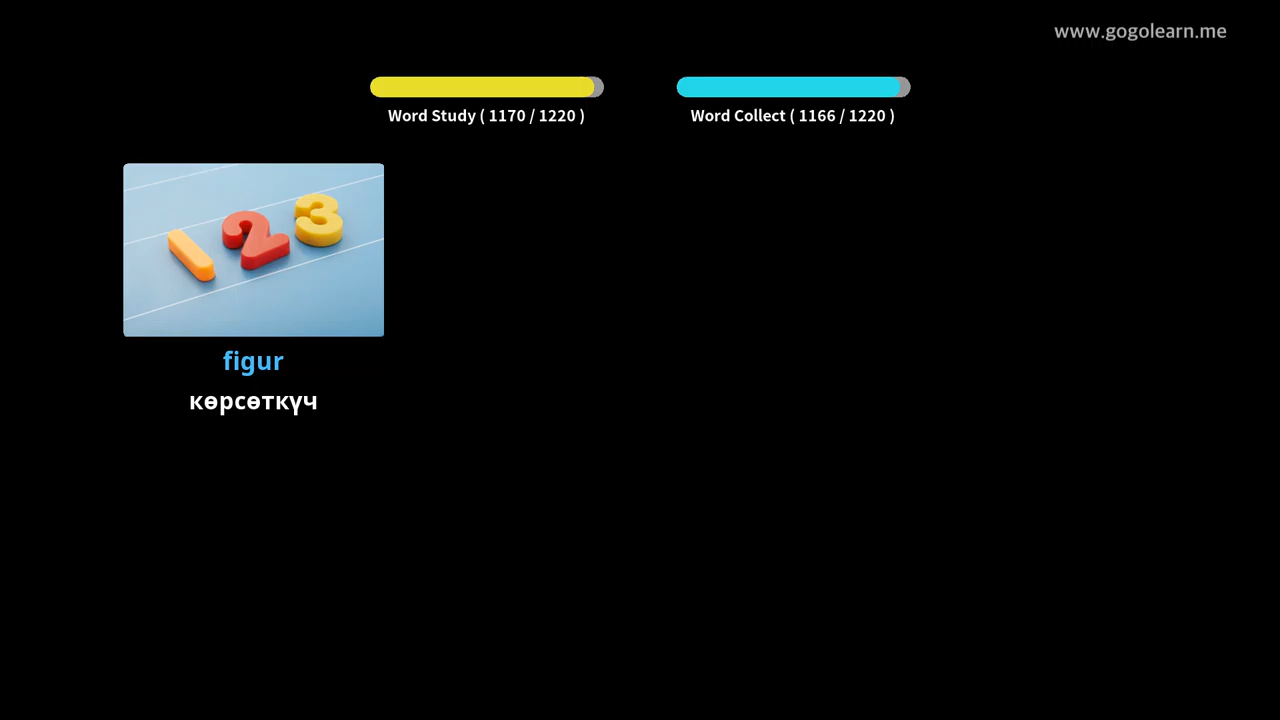 www.gogolearn.me
Word Study ( 1170 / 1220 )
Word Collect ( 1166 / 1220 )
1 2 3
figur
көрсөткүч